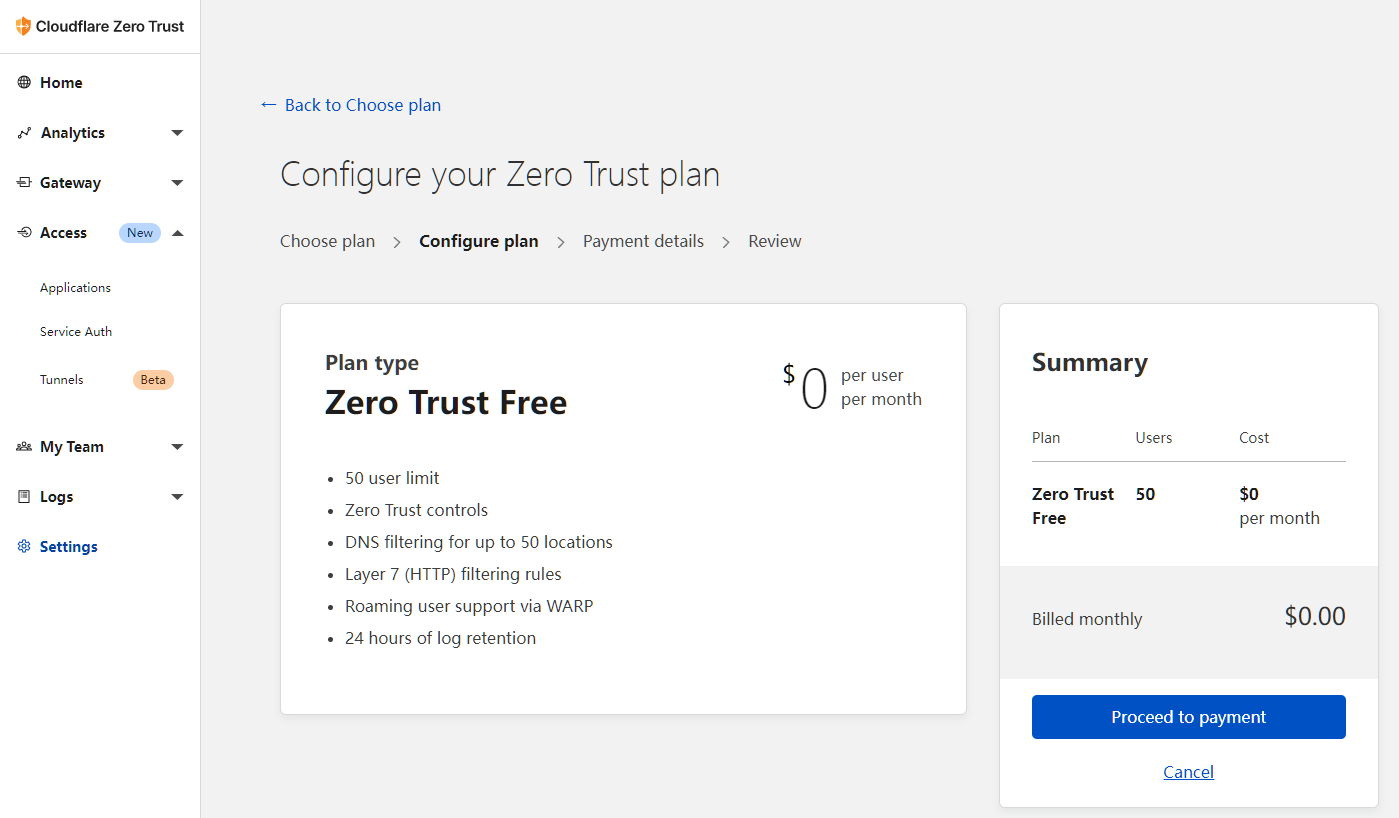 Cloudflare Zero Trust
Home
Analytics
Gateway
Access New
Applications
Service Auth
Tunnels Beta
My Team
Logs
Settings
← Back to Choose plan
Configure your Zero Trust plan
Choose plan > Configure plan > Payment details > Review
Plan type
Zero Trust Free
$0 per user
per month
• 50 user limit
• Zero Trust controls
• DNS filtering for up to 50 locations
• Layer 7 (HTTP) filtering rules
• Roaming user support via WARP
• 24 hours of log retention
Summary
Plan Users Cost
Zero Trust 50 $0
Free per month
Billed monthly $0.00
Proceed to payment
Cancel